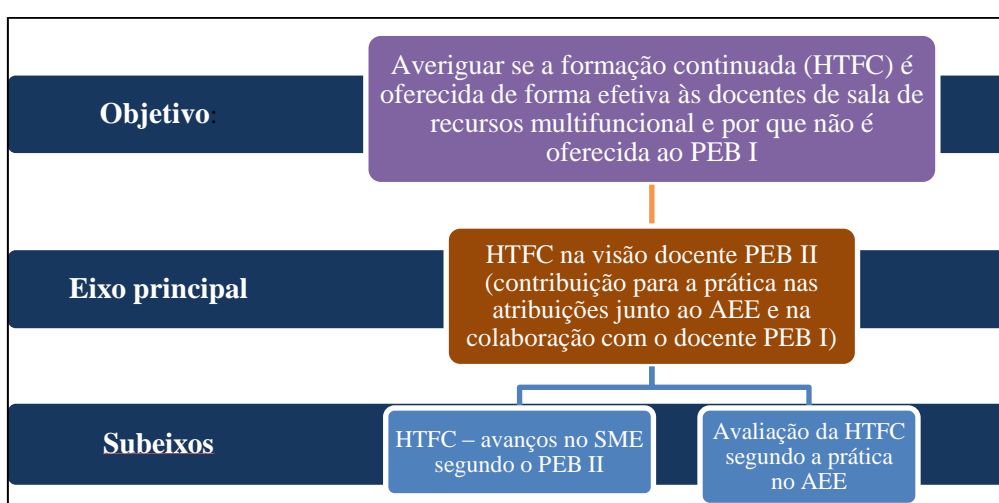 Objetivo:
Averiguar se a formação continuada (HTFC) é
oferecida de forma efetiva às docentes de sala de
recursos multifuncional e por que não é
oferecida ao PEB I
Eixo principal
HTFC na visão docente PEB II
(contribuição para a prática nas
atribuições junto ao AEE e na
colaboração com o docente PEB I)
Subeixos
HTFC – avanços no SME
segundo o PEB II
Avaliação da HTFC
segundo a prática
no AEE